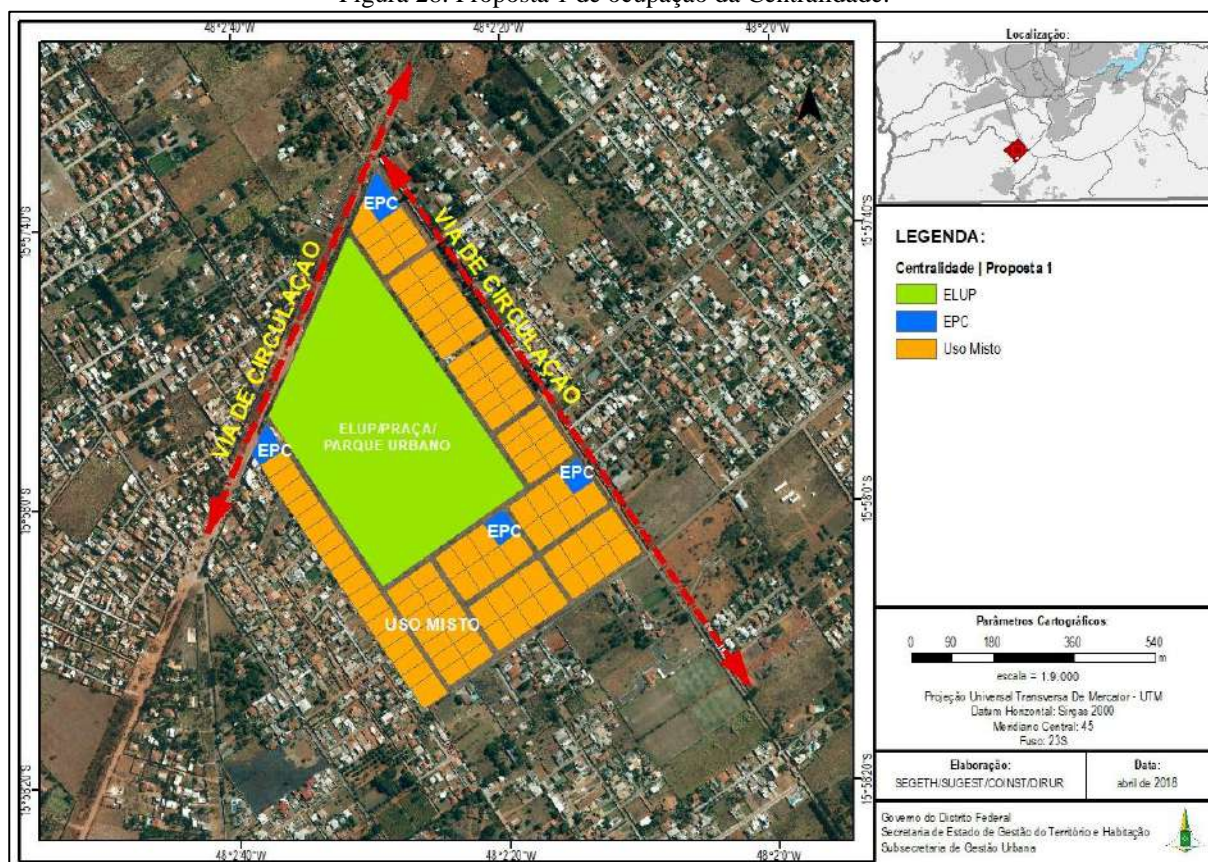 Figura 28: Proposta 1 de ocupação da Centralidade.
48°2'40"W
48°2'20"W
48°2'0"W
15°57'40"S
15°58'0"S
15°58'20"S
VIA DE CIRCULAÇÃO
VIA DE CIRCULAÇÃO
EPC
ELUP/PRAÇA/
PARQUE URBANO
EPC
EPC
EPC
USO MISTO
15°57'40"S
15°58'0"S
15°58'20"S
48°2'40"W
48°2'20"W
48°2'0"W
Localização:
LEGENDA:
Centralidade | Proposta 1
ELUP
EPC
Uso Misto
Parâmetros Cartográficos:
0 90 180 360 540
m
escala = 1:9.000
Projeção Universal Transversa De Mercator - UTM
Datum Horizontal: Sirgas 2000
Meridiano Central: 45
Fuso: 23S
Elaboração:
SEGETH/SUGEST/COINST/DIRUR
Data:
Governo do Distrito Federal
Secretaria de Estado de Gestão do Território e Habitação
Subsecretaria de Gestão Urbana